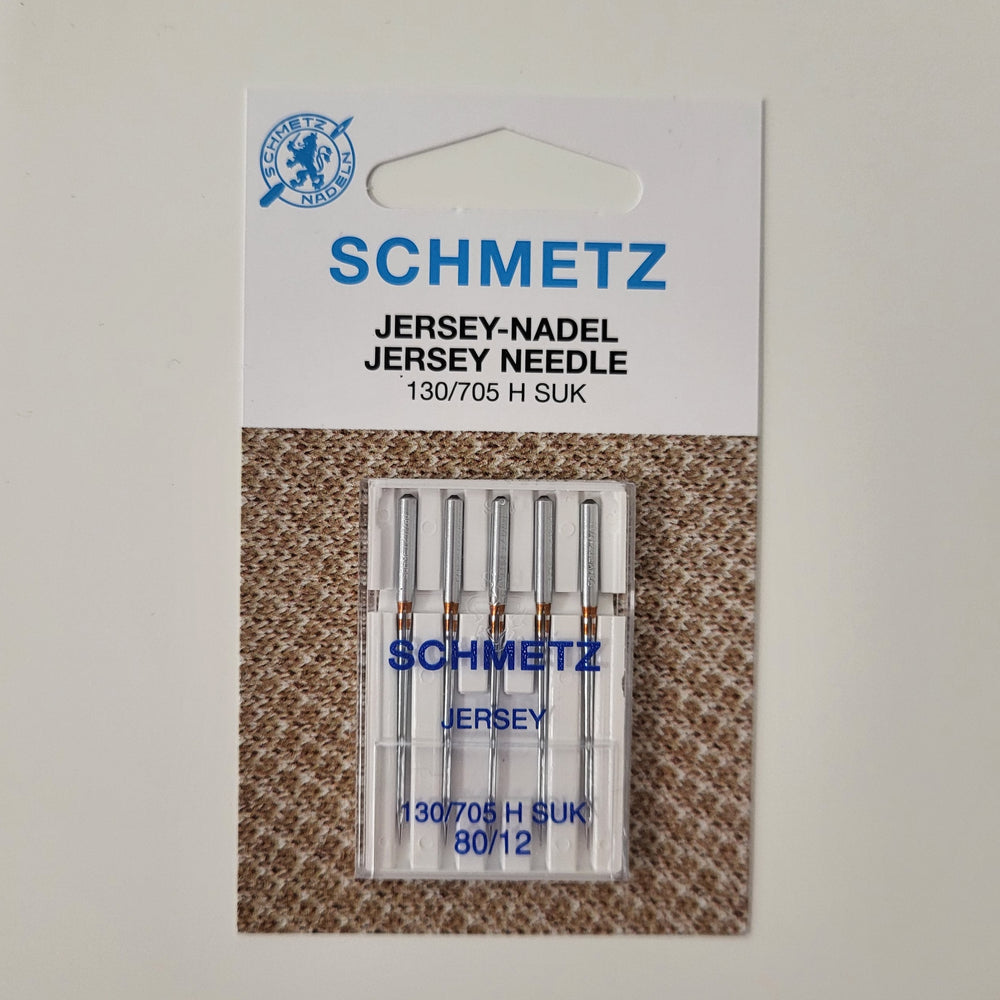 SCHMETZ
NADELN
SCHMETZ
JERSEY-NADEL
JERSEY NEEDLE
130/705 H SUK
SCHMETZ
JERSEY
130/705 H SUK
80/12